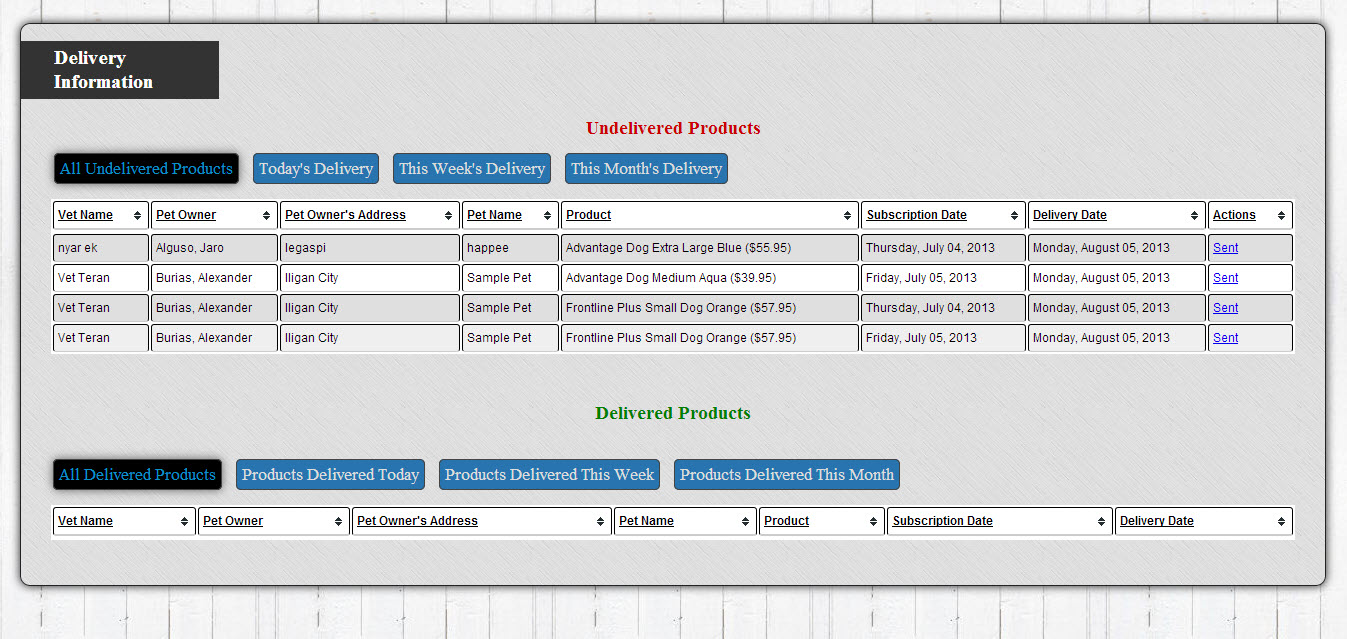 Delivery
Information
Undelivered Products
All Undelivered Products Today's Delivery This Week's Delivery This Month's Delivery
Vet Name Pet Owner Pet Owner's Address Pet Name Product Subscription Date Delivery Date Actions
nyar ek Alguso, Jaro legaspi happee Advantage Dog Extra Large Blue ($55.95) Thursday, July 04, 2013 Monday, August 05, 2013 Sent
Vet Teran Burias, Alexander Iligan City Sample Pet Advantage Dog Medium Aqua ($39.95) Friday, July 05, 2013 Monday, August 05, 2013 Sent
Vet Teran Burias, Alexander Iligan City Sample Pet Frontline Plus Small Dog Orange ($57.95) Thursday, July 04, 2013 Monday, August 05, 2013 Sent
Vet Teran Burias, Alexander Iligan City Sample Pet Frontline Plus Small Dog Orange ($57.95) Friday, July 05, 2013 Monday, August 05, 2013 Sent
Delivered Products
All Delivered Products Products Delivered Today Products Delivered This Week Products Delivered This Month
Vet Name Pet Owner Pet Owner's Address Pet Name Product Subscription Date Delivery Date